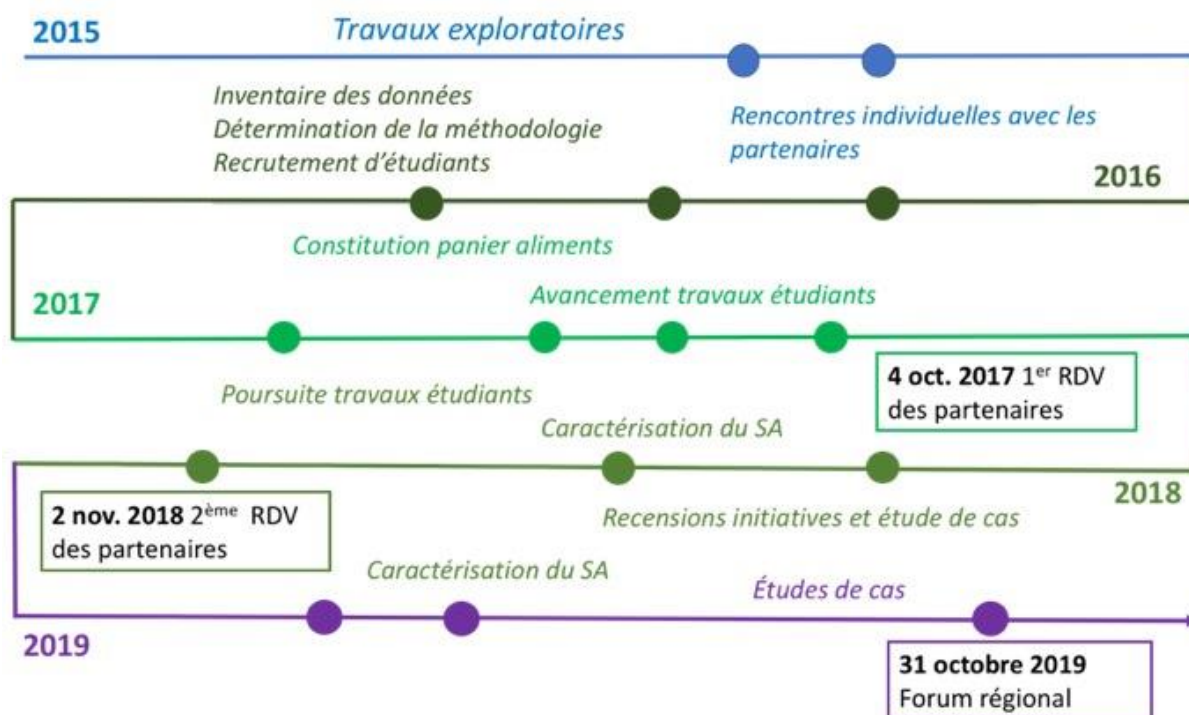 2015
Travaux exploratoires
Inventaire des données
Détermination de la méthodologie
Recrutement d'étudiants
Rencontres individuelles avec les
partenaires
2016
Constitution panier aliments
2017
Avancement travaux étudiants
4 oct. 2017 1er RDV
des partenaires
Poursuite travaux étudiants
Caractérisation du SA
2018
2 nov. 2018 2ème RDV
des partenaires
Recensions initiatives et étude de cas
Caractérisation du SA
Études de cas
2019
31 octobre 2019
Forum régional